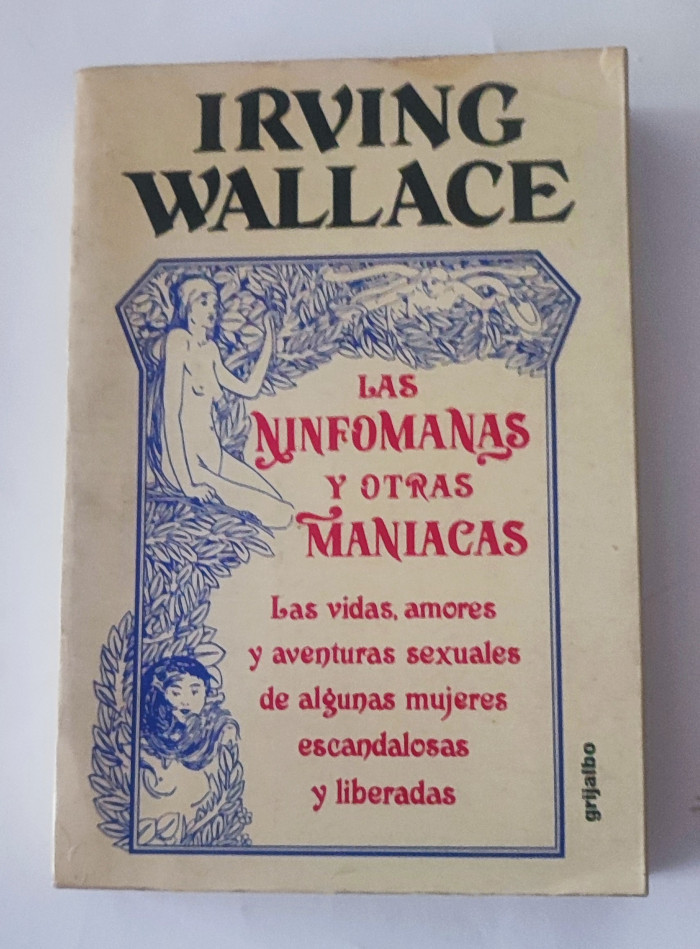 IRVING
WALLACE
LAS
NINFOMANAS
Y OTRAS
MANIACAS
Las vidas, amores
y aventuras sexuales
de algunas mujeres
escandalosas
y liberadas
grijalbo